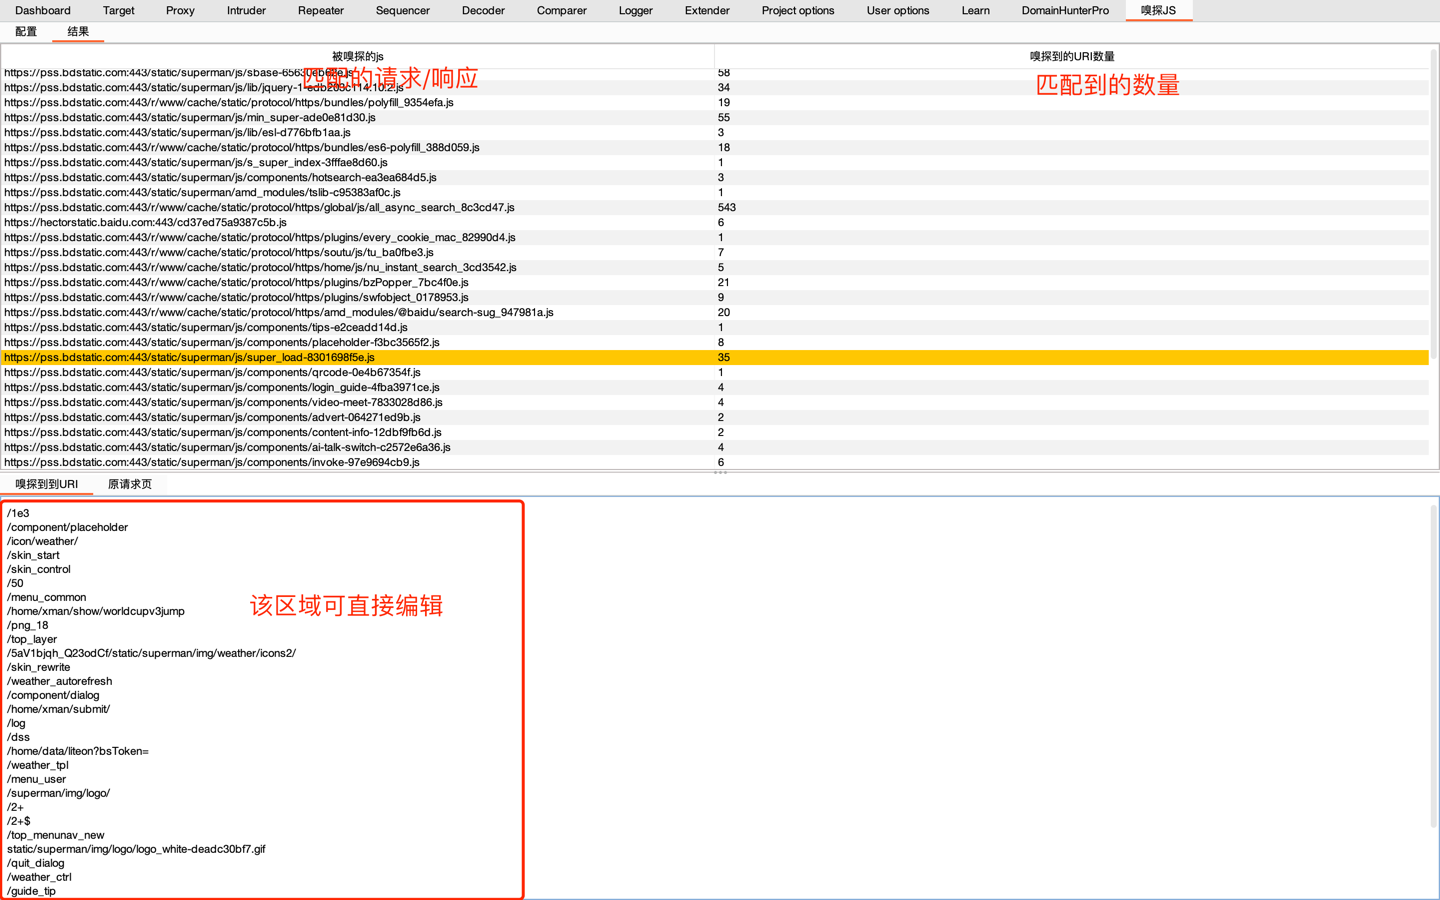 Dashboard Target Proxy Intruder Repeater Sequencer Decoder Comparer Logger Extender Project options User options Learn DomainHunterPro 嗅探JS
配置 结果
被嗅探的js 嗅探到的URI数量
匹配的请求/响应
匹配到的数量
58
https://pss.bdstatic.com:443/static/superman/js/lib/jquery-1-edb203c114.10.2.js 34
https://pss.bdstatic.com:443/r/www/cache/static/protocol/https/bundles/polyfill_9354efa.js 19
https://pss.bdstatic.com:443/static/superman/js/min_super-ade0e81d30.js 55
https://pss.bdstatic.com:443/static/superman/js/lib/esl-d776bfb1aa.js 3
https://pss.bdstatic.com:443/r/www/cache/static/protocol/https/bundles/es6-polyfill_388d059.js 18
https://pss.bdstatic.com:443/static/superman/js/s_super_index-3fffae8d60.js 1
https://pss.bdstatic.com:443/static/superman/js/components/hotsearch-ea3ea684d5.js 3
https://pss.bdstatic.com:443/static/superman/amd_modules/tslib-c95383af0c.js 1
https://pss.bdstatic.com:443/r/www/cache/static/protocol/https/global/js/all_async_search_8c3cd47.js 543
https://hectorstatic.baidu.com:443/cd37ed75a9387c5b.js 6
https://pss.bdstatic.com:443/r/www/cache/static/protocol/https/plugins/every_cookie_mac_82990d4.js 1
https://pss.bdstatic.com:443/r/www/cache/static/protocol/https/soutu/js/tu_ba0fbe3.js 7
https://pss.bdstatic.com:443/r/www/cache/static/protocol/https/home/js/nu_instant_search_3cd3542.js 5
https://pss.bdstatic.com:443/r/www/cache/static/protocol/https/plugins/bzPopper_7bc4f0e.js 21
https://pss.bdstatic.com:443/r/www/cache/static/protocol/https/plugins/swfobject_0178953.js 9
https://pss.bdstatic.com:443/r/www/cache/static/protocol/https/amd_modules/@baidu/search-sug_947981a.js 20
https://pss.bdstatic.com:443/static/superman/js/components/tips-e2ceadd14d.js 1
https://pss.bdstatic.com:443/static/superman/js/components/placeholder-f3bc3565f2.js 8
https://pss.bdstatic.com:443/static/superman/js/super_load-8301698f5e.js 35
https://pss.bdstatic.com:443/static/superman/js/components/qrcode-0e4b67354f.js 1
https://pss.bdstatic.com:443/static/superman/js/components/login_guide-4fba3971ce.js 4
https://pss.bdstatic.com:443/static/superman/js/components/video-meet-7833028d86.js 4
https://pss.bdstatic.com:443/static/superman/js/components/advert-064271ed9b.js 2
https://pss.bdstatic.com:443/static/superman/js/components/content-info-12dbf9fb6d.js 2
https://pss.bdstatic.com:443/static/superman/js/components/ai-talk-switch-c2572e6a36.js 4
https://pss.bdstatic.com:443/static/superman/js/components/invoke-97e9694cb9.js 6
嗅探到到URI 原请求页
/1e3
/component/placeholder
/icon/weather/
/skin_start
/skin_control
/50
/menu_common
该区域可直接编辑
/home/xman/show/worldcupv3jump
/png_18
/top_layer
/5aV1bjqh_Q23odCf/static/superman/img/weather/icons2/
/skin_rewrite
/weather_autorefresh
/component/dialog
/home/xman/submit/
/log
/dss
/home/data/liteon?bsToken=
/weather_tpl
/menu_user
/superman/img/logo/
/2+
/2+$
/top_menunav_new
static/superman/img/logo/logo_white-deadc30bf7.gif
/quit_dialog
/weather_ctrl
/guide_tip